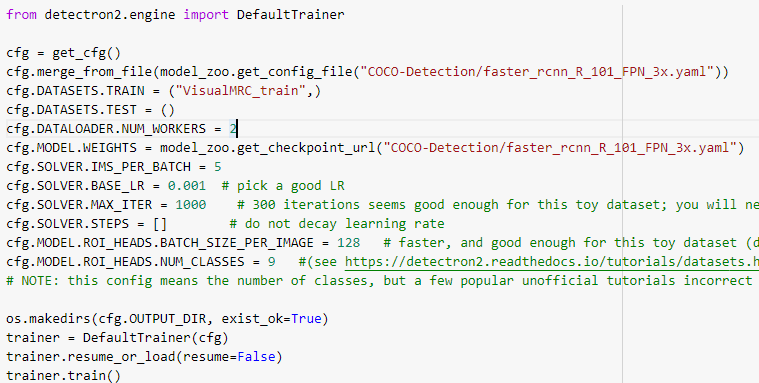 from detectron2.engine import DefaultTrainer
cfg = get_cfg()
cfg.merge_from_file(model_zoo.get_config_file("COCO-Detection/faster_rcnn_R_101_FPN_3x.yaml"))
cfg.DATASETS.TRAIN = ("VisualMRC_train",)
cfg.DATASETS.TEST = ()
cfg.DATALOADER.NUM_WORKERS = 2
cfg.MODEL.WEIGHTS = model_zoo.get_checkpoint_url("COCO-Detection/faster_rcnn_R_101_FPN_3x.yaml")
cfg.SOLVER.IMS_PER_BATCH = 5
cfg.SOLVER.BASE_LR = 0.001  # pick a good LR
cfg.SOLVER.MAX_ITER = 1000    # 300 iterations seems good enough for this toy dataset; you will ne
cfg.SOLVER.STEPS = []        # do not decay learning rate
cfg.MODEL.ROI_HEADS.BATCH_SIZE_PER_IMAGE = 128   # faster, and good enough for this toy dataset (d
cfg.MODEL.ROI_HEADS.NUM_CLASSES = 9   #(see https://detectron2.readthedocs.io/tutorials/datasets.h
# NOTE: this config means the number of classes, but a few popular unofficial tutorials incorrect
os.makedirs(cfg.OUTPUT_DIR, exist_ok=True)
trainer = DefaultTrainer(cfg)
trainer.resume_or_load(resume=False)
trainer.train()